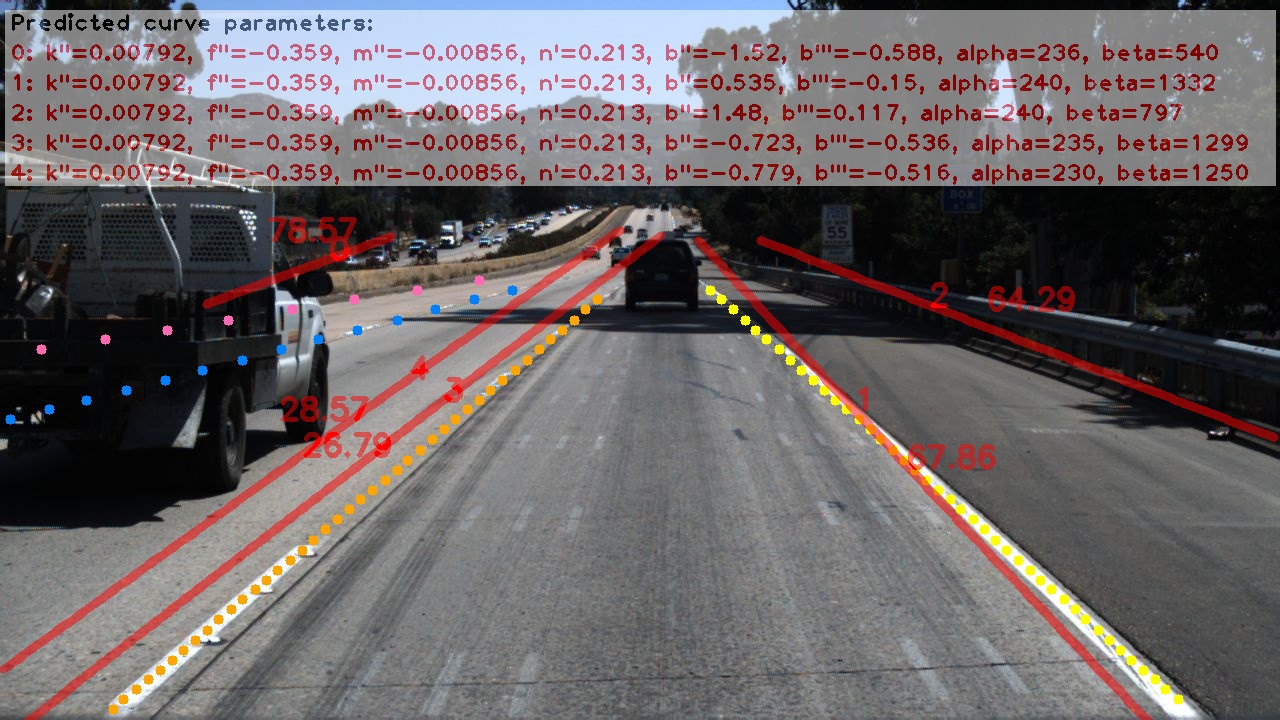 Predicted curve parameters:
0: k"=0.00792, f"=-0.359, m"=-0.00856, n'=0.213, b"=-1.52, b'''=-0.588, alpha=236, beta=540
1: k"=0.00792, f"=-0.359, m"=-0.00856, n'=0.213, b"=0.535, b'''=-0.15, alpha=240, beta=1332
2: k"=0.00792, f"=-0.359, m"=-0.00856, n'=0.213, b"=1.48, b'''=0.117, alpha=240, beta=797
3: k"=0.00792, f"=-0.359, m"=-0.00856, n'=0.213, b"=-0.723, b'''=-0.536, alpha=235, beta=1299
4: k"=0.00792, f"=-0.359, m"=-0.00856, n'=0.213, b"=-0.779, b'''=-0.516, alpha=230, beta=1250
BOX
55
78.57
0
2 64.29
4
3
1
28.57
26.79
67.86